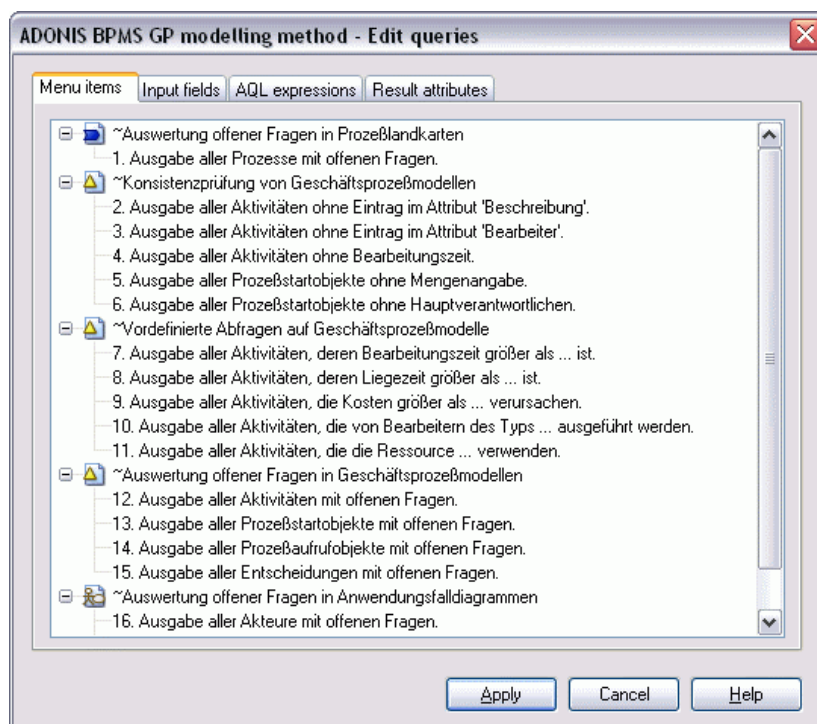 ADONIS BPMS GP modelling method - Edit queries
Menu items Input fields AQL expressions Result attributes
~Auswertung offener Fragen in Prozeßlandkarten
1. Ausgabe aller Prozesse mit offenen Fragen.
~Konsistenzprüfung von Geschäftsprozeßmodellen
2. Ausgabe aller Aktivitäten ohne Eintrag im Attribut 'Beschreibung'.
3. Ausgabe aller Aktivitäten ohne Eintrag im Attribut 'Bearbeiter'.
4. Ausgabe aller Aktivitäten ohne Bearbeitungszeit.
5. Ausgabe aller Prozeßstartobjekte ohne Mengenangabe.
6. Ausgabe aller Prozeßstartobjekte ohne Hauptverantwortlichen.
~Vordefinierte Abfragen auf Geschäftsprozeßmodelle
7. Ausgabe aller Aktivitäten, deren Bearbeitungszeit größer als ... ist.
8. Ausgabe aller Aktivitäten, deren Liegezeit größer als ... ist.
9. Ausgabe aller Aktivitäten, die Kosten größer als ... verursachen.
10. Ausgabe aller Aktivitäten, die von Bearbeitern des Typs ... ausgeführt werden.
11. Ausgabe aller Aktivitäten, die die Ressource ... verwenden.
~Auswertung offener Fragen in Geschäftsprozeßmodellen
12. Ausgabe aller Aktivitäten mit offenen Fragen.
13. Ausgabe aller Prozeßstartobjekte mit offenen Fragen.
14. Ausgabe aller Prozeßaufrufobjekte mit offenen Fragen.
15. Ausgabe aller Entscheidungen mit offenen Fragen.
~Auswertung offener Fragen in Anwendungsfalldiagrammen
16. Ausgabe aller Akteure mit offenen Fragen.
Apply Cancel Help